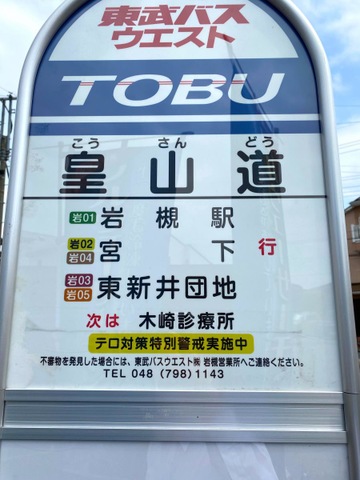 東武バス
ウエスト
TOBU
こう さん どう
皇山道
岩01 岩槻駅
岩02 岩04 宮下 行
岩03 岩05 東新井団地
次は 木崎診療所
テロ対策特別警戒実施中
不審物を発見した場合には、東武バスウエスト㈱ 岩槻営業所へご連絡ください。
TEL 048 (798) 1143